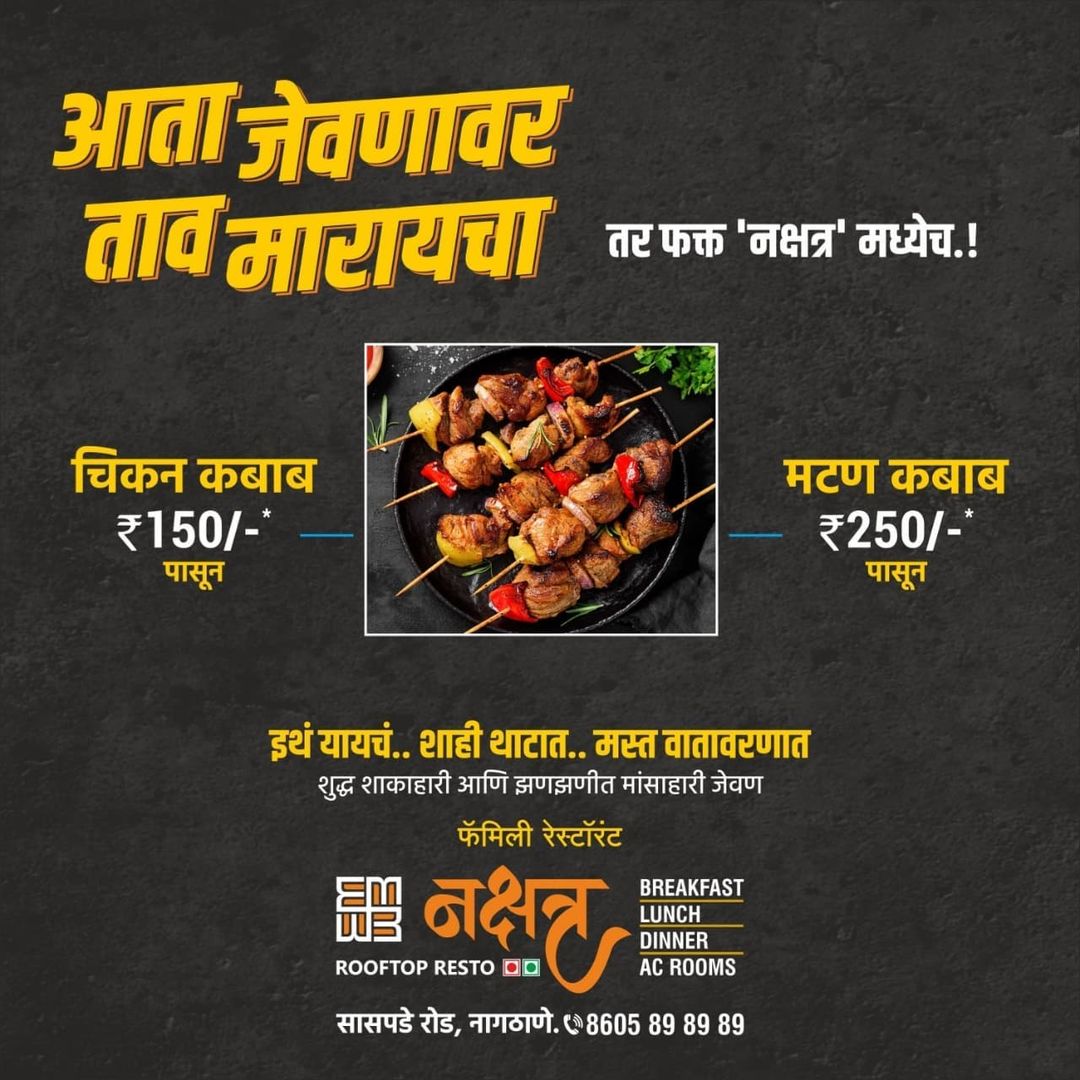 आता जेवणावर
ताव मारायचा
तर फक्त 'नक्षत्र' मध्येच.!
चिकन कबाब
₹150/-*
पासून
मटण कबाब
₹250/-*
पासून
इथं यायचं.. शाही थाटात.. मस्त वातावरणात
शुद्ध शाकाहारी आणि झणझणीत मांसाहारी जेवण
फॅमिली रेस्टॉरंट
नक्षत्र
ROOFTOP RESTO
BREAKFAST
LUNCH
DINNER
AC ROOMS
सासपडे रोड, नागठाणे. 8605 89 89 89